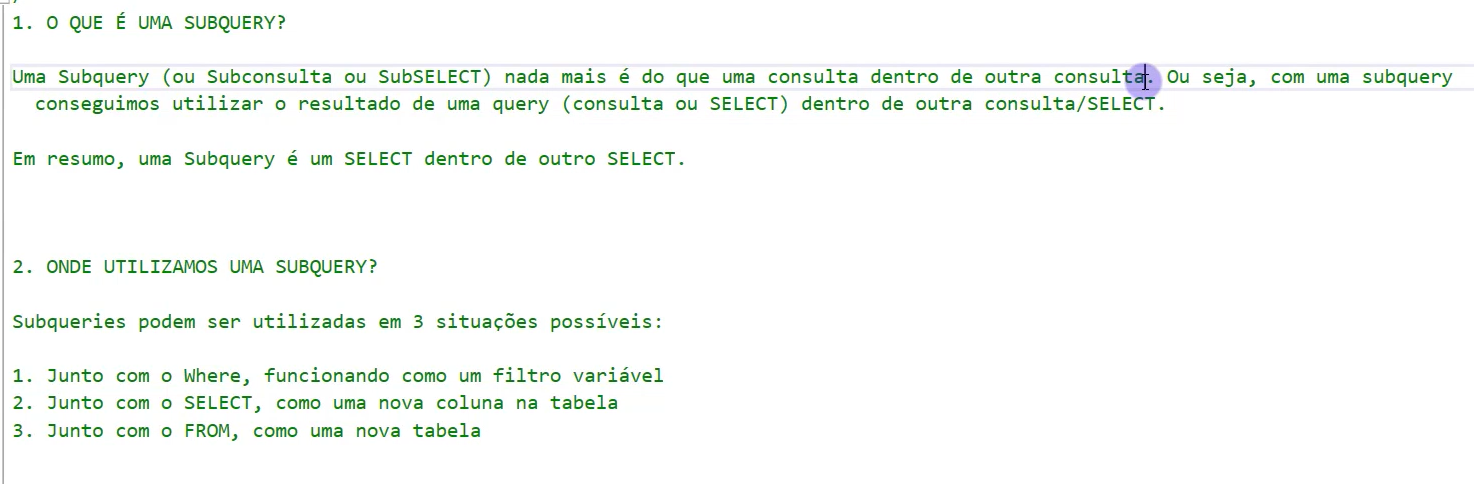 1. O QUE É UMA SUBQUERY?
Uma Subquery (ou Subconsulta ou SubSELECT) nada mais é do que uma consulta dentro de outra consulta. Ou seja, com uma subquery
conseguimos utilizar o resultado de uma query (consulta ou SELECT) dentro de outra consulta/SELECT.
Em resumo, uma Subquery é um SELECT dentro de outro SELECT.
2. ONDE UTILIZAMOS UMA SUBQUERY?
Subqueries podem ser utilizadas em 3 situações possíveis:
1. Junto com o Where, funcionando como um filtro variável
2. Junto com o SELECT, como uma nova coluna na tabela
3. Junto com o FROM, como uma nova tabela